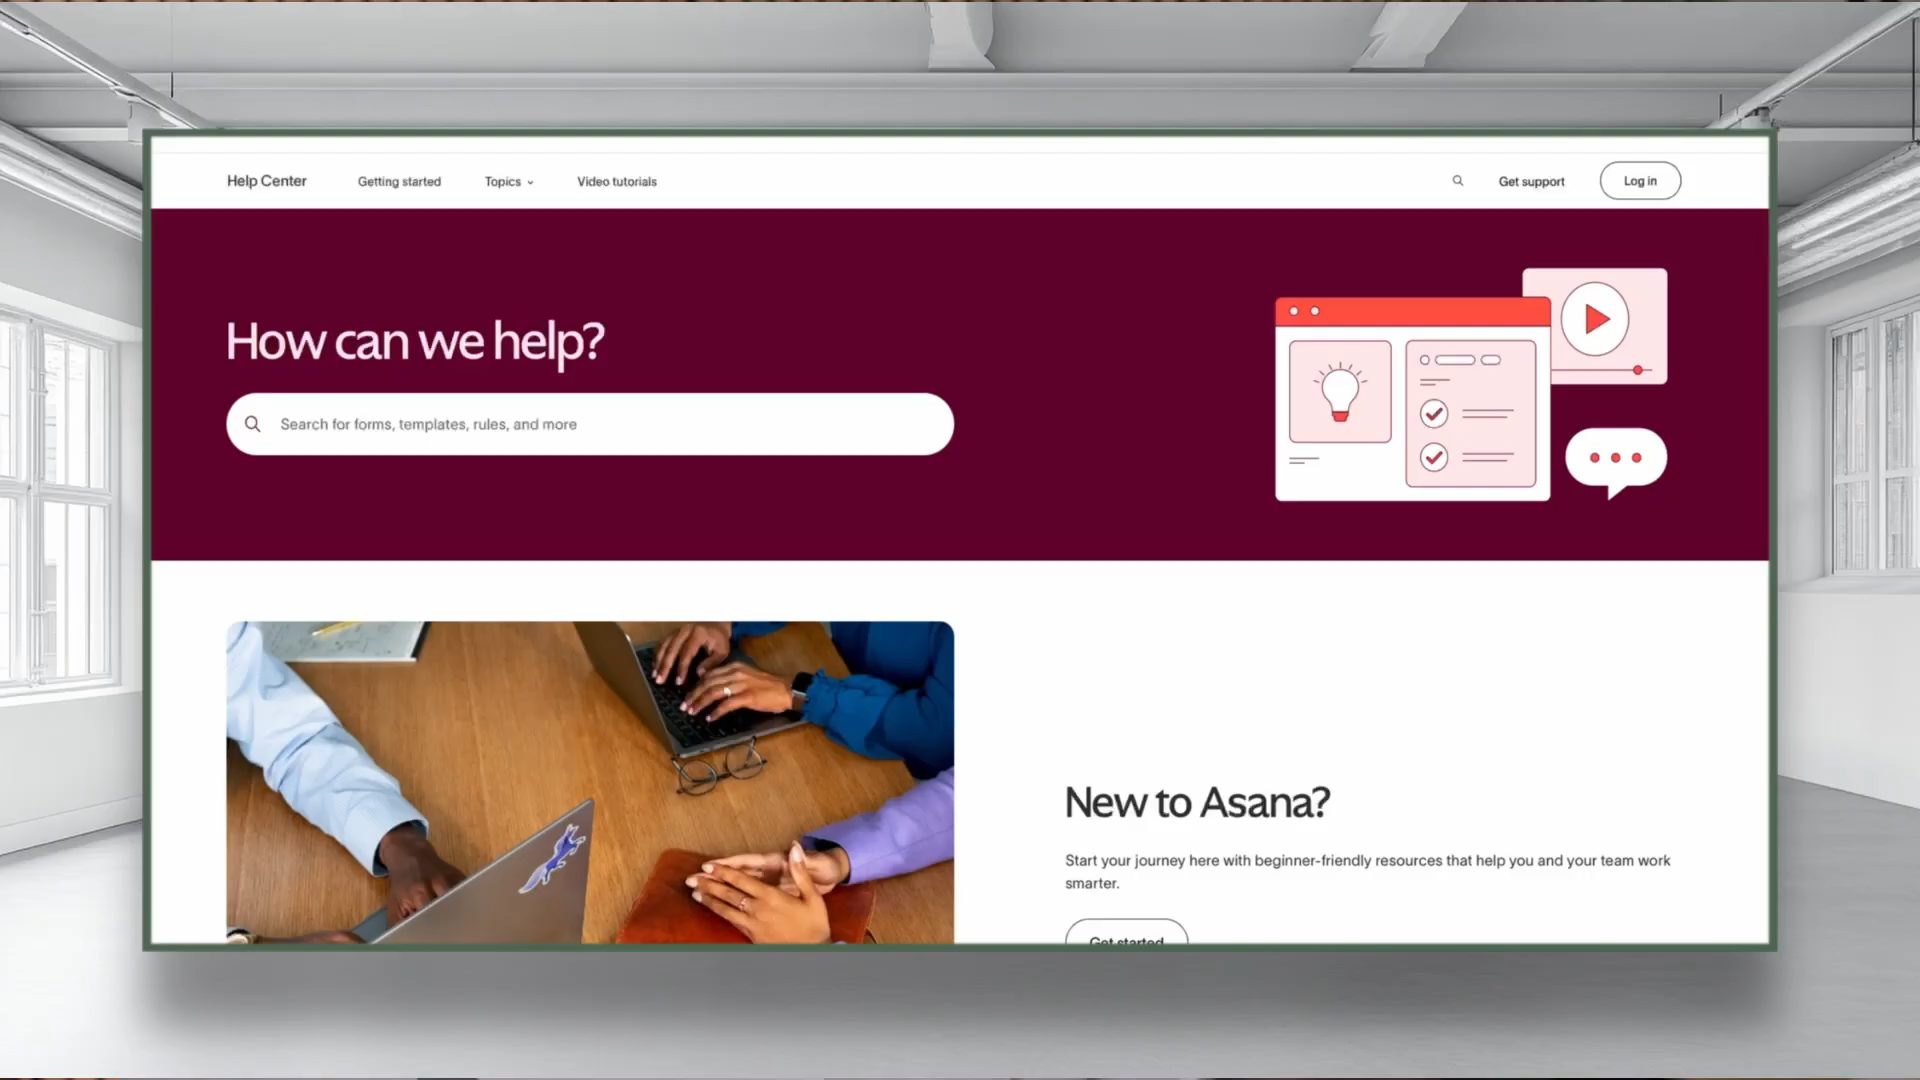 Help Center
Getting started
Topics
Video tutorials
Get support
Log in
How can we help?
Search for forms, templates, rules, and more
New to Asana?
Start your journey here with beginner-friendly resources that help you and your team work
smarter.
Get started